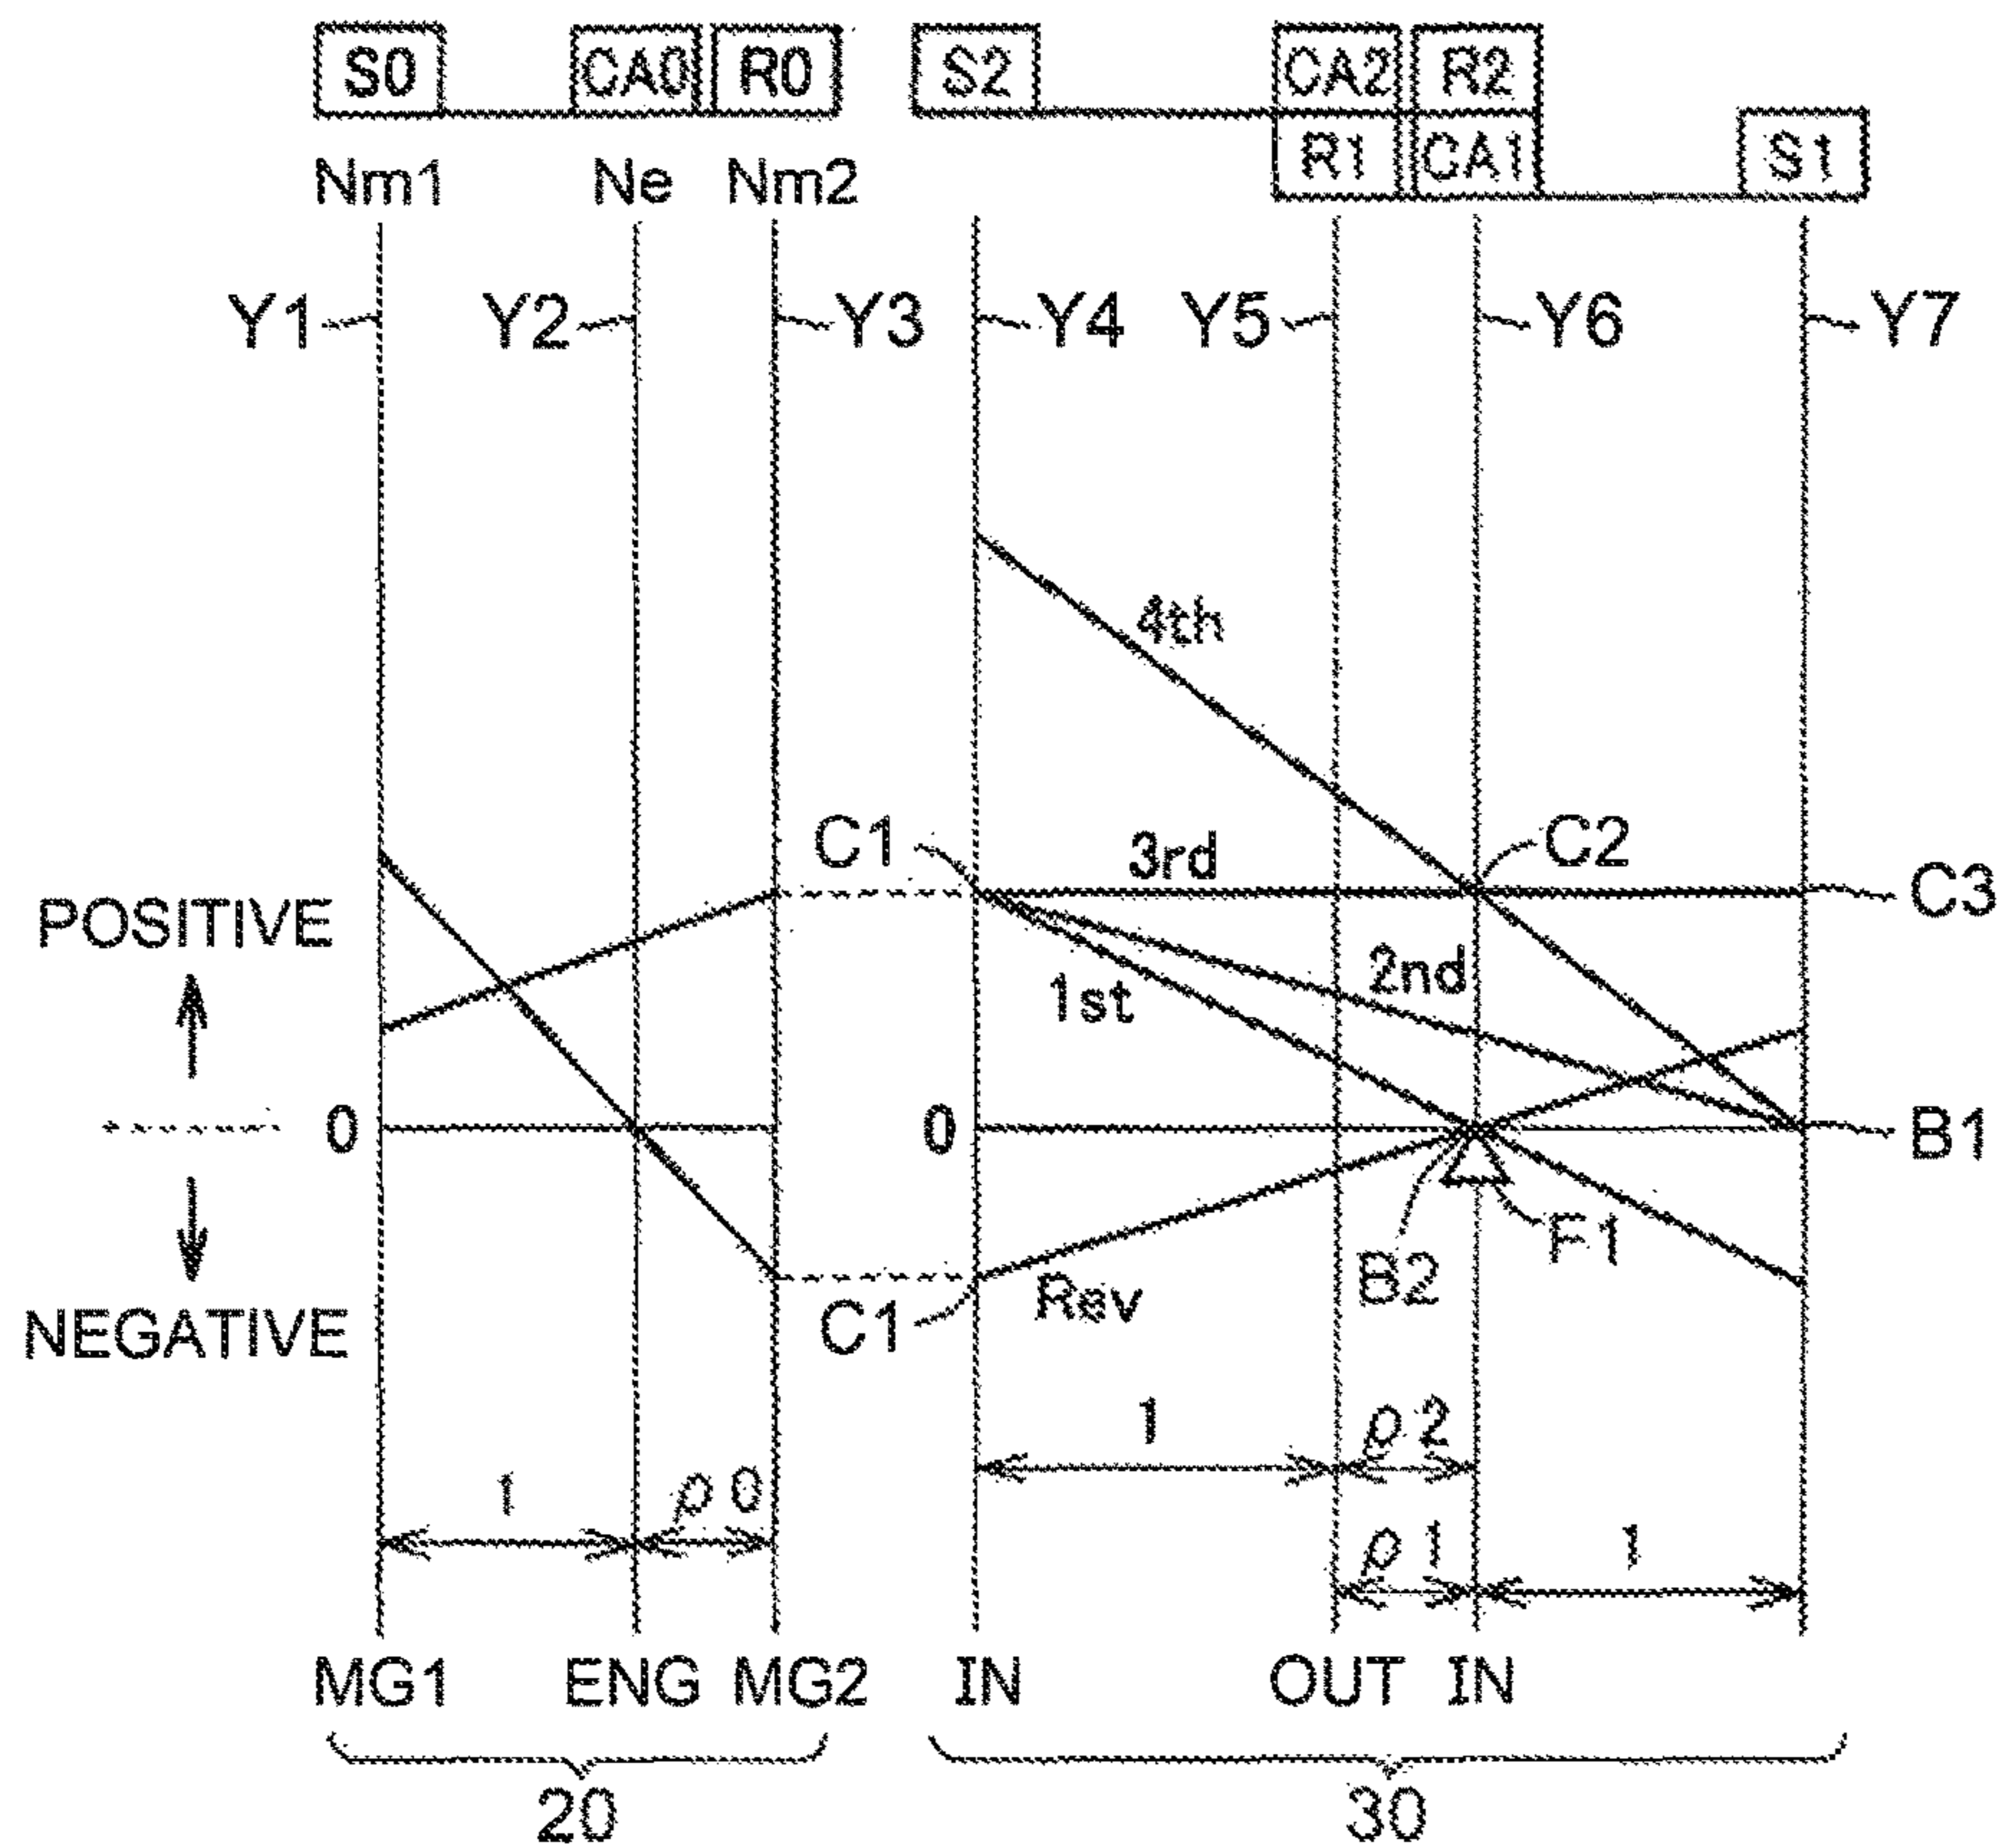 S0 CA0 R0 S2 CA2 R2
R1 CA1 S1
Nm1 Ne Nm2
Y1 Y2 Y3 Y4 Y5 Y6 Y7
4th
C1 3rd C2
C3
POSITIVE
2nd
1st
0 0 B1
F1
B2
Rev
C1
NEGATIVE
1 ρ2
1 ρ0
ρ1 1
MG1 ENG MG2 IN OUT IN
20 30